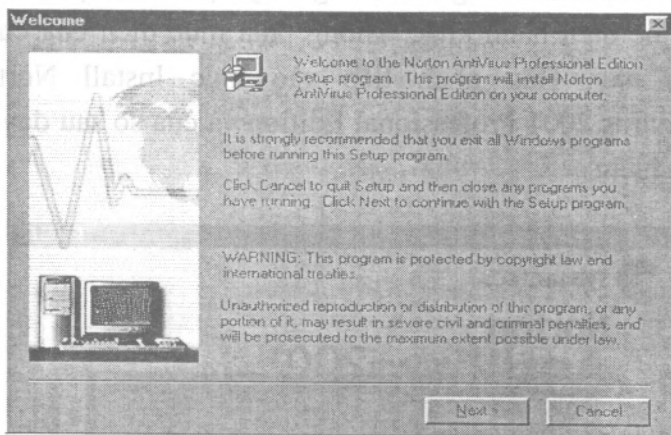 Welcome
Welcome to the Norton AntiVirus Professional Edition
Setup program. This program will install Norton
AntiVirus Professional Edition on your computer.
It is strongly recommended that you exit all Windows programs
before running this Setup program.
Click Cancel to quit Setup and then close any programs you
have running. Click Next to continue with the Setup program.
WARNING: This program is protected by copyright law and
international treaties.
Unauthorized reproduction or distribution of this program, or any
portion of it, may result in severe civil and criminal penalties, and
will be prosecuted to the maximum extent possible under law.
Next >
Cancel